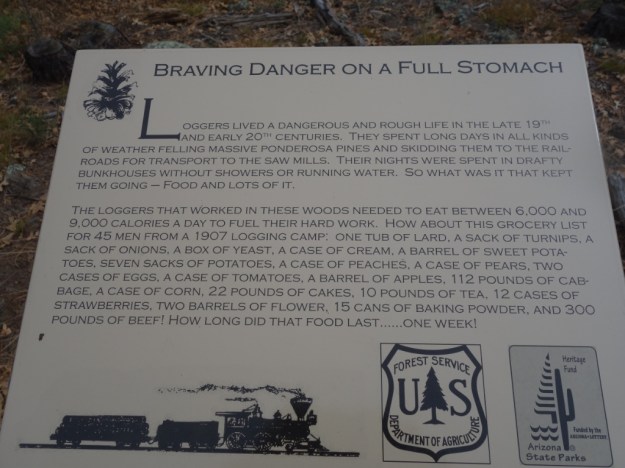 BRAVING DANGER ON A FULL STOMACH
LOGGERS LIVED A DANGEROUS AND ROUGH LIFE IN THE LATE 19TH
AND EARLY 20TH CENTURIES. THEY SPENT LONG DAYS IN ALL KINDS
OF WEATHER FELLING MASSIVE PONDEROSA PINES AND SKIDDING THEM TO THE RAIL-
ROADS FOR TRANSPORT TO THE SAW MILLS. THEIR NIGHTS WERE SPENT IN DRAFTY
BUNKHOUSES WITHOUT SHOWERS OR RUNNING WATER. SO WHAT WAS IT THAT KEPT
THEM GOING – FOOD AND LOTS OF IT.
THE LOGGERS THAT WORKED IN THESE WOODS NEEDED TO EAT BETWEEN 6,000 AND
9,000 CALORIES A DAY TO FUEL THEIR HARD WORK. HOW ABOUT THIS GROCERY LIST
FOR 45 MEN FROM A 1907 LOGGING CAMP: ONE TUB OF LARD, A SACK OF TURNIPS, A
SACK OF ONIONS, A BOX OF YEAST, A CASE OF CREAM, A BARREL OF SWEET POTA-
TOES, SEVEN SACKS OF POTATOES, A CASE OF PEACHES, A CASE OF PEARS, TWO
CASES OF EGGS, A CASE OF TOMATOES, A BARREL OF APPLES, 112 POUNDS OF CAB-
BAGE, A CASE OF CORN, 22 POUNDS OF CAKES, 10 POUNDS OF TEA, 12 CASES OF
STRAWBERRIES, TWO BARRELS OF FLOWER, 15 CANS OF BAKING POWDER, AND 300
POUNDS OF BEEF! HOW LONG DID THAT FOOD LAST......ONE WEEK!
FOREST SERVICE
US
DEPARTMENT OF AGRICULTURE
Heritage
Fund
Funded by the
ARIZONA LOTTERY
Arizona
State Parks